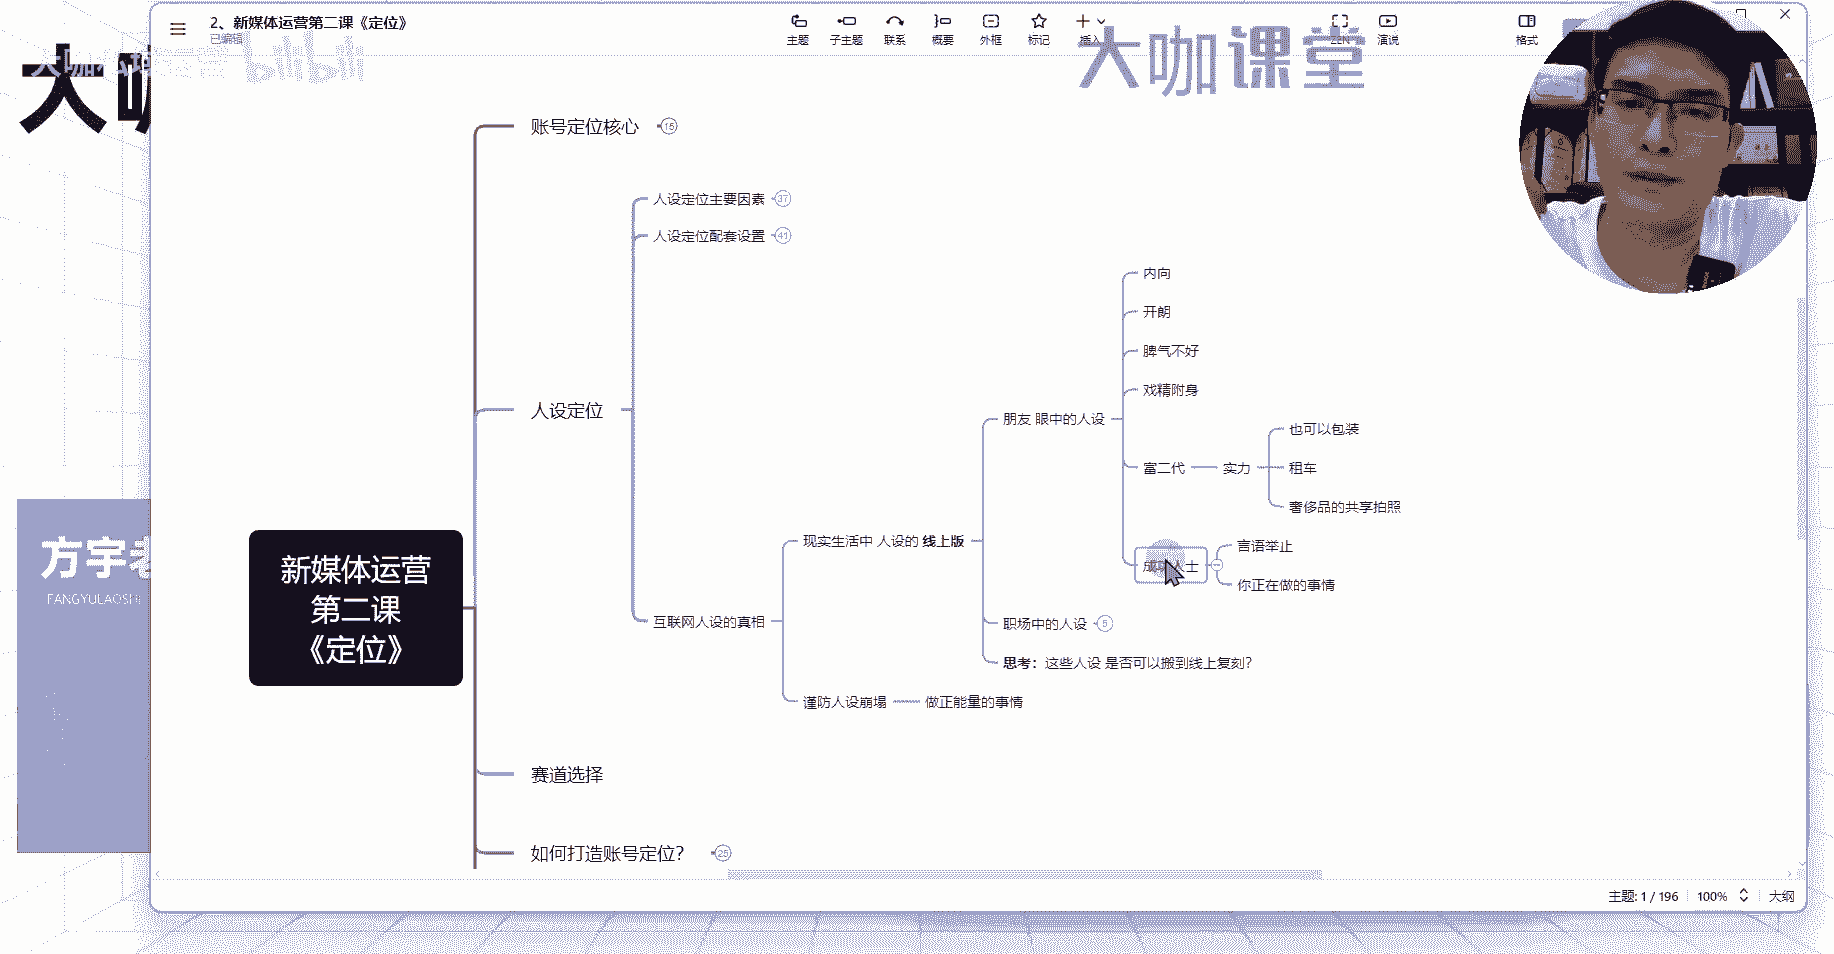 2、新媒体运营第二课《定位》
已编辑
主题
子主题
联系
概要
外框
标记
插入
ZEN
演说
格式
大咖课堂
bilibili
账号定位核心
15
人设定位主要因素
37
人设定位配套设置
41
内向
开朗
脾气不好
戏精附身
朋友 眼中的人设
人设定位
也可以包装
富二代
实力
租车
奢侈品的共享拍照
现实生活中 人设的 线上版
言语举止
成功人士
你正在做的事情
新媒体运营
第二课
《定位》
方宇老
FANGYULAOSHI
互联网人设的真相
职场中的人设
5
思考：这些人设 是否可以搬到线上复刻？
谨防人设崩塌
做正能量的事情
赛道选择
如何打造账号定位？
25
主题: 1 / 196
100%
大纲